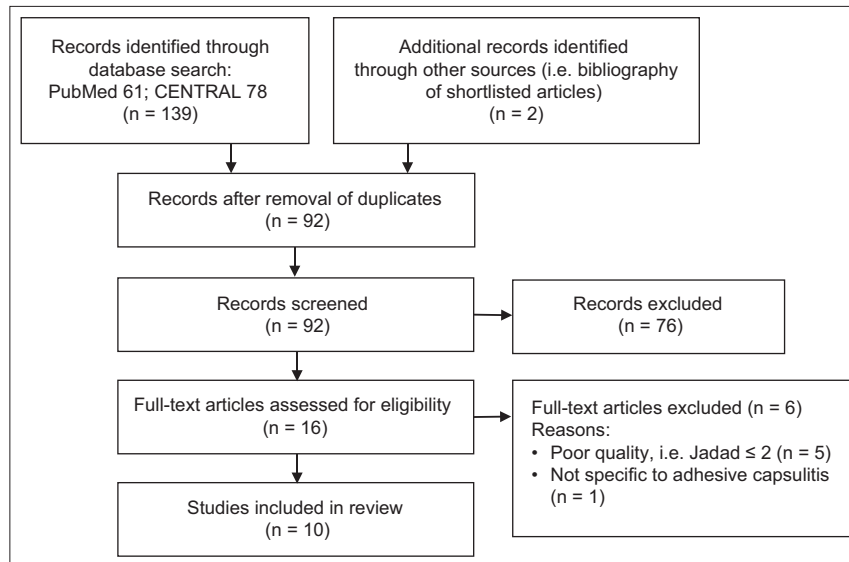 Records identified through
database search:
PubMed 61; CENTRAL 78
(n = 139)
Additional records identified
through other sources (i.e. bibliography
of shortlisted articles)
(n = 2)
Records after removal of duplicates
(n = 92)
Records screened
(n = 92)
Records excluded
(n = 76)
Full-text articles assessed for eligibility
(n = 16)
Full-text articles excluded (n = 6)
Reasons:
• Poor quality, i.e. Jadad ≤ 2 (n = 5)
• Not specific to adhesive capsulitis
(n = 1)
Studies included in review
(n = 10)